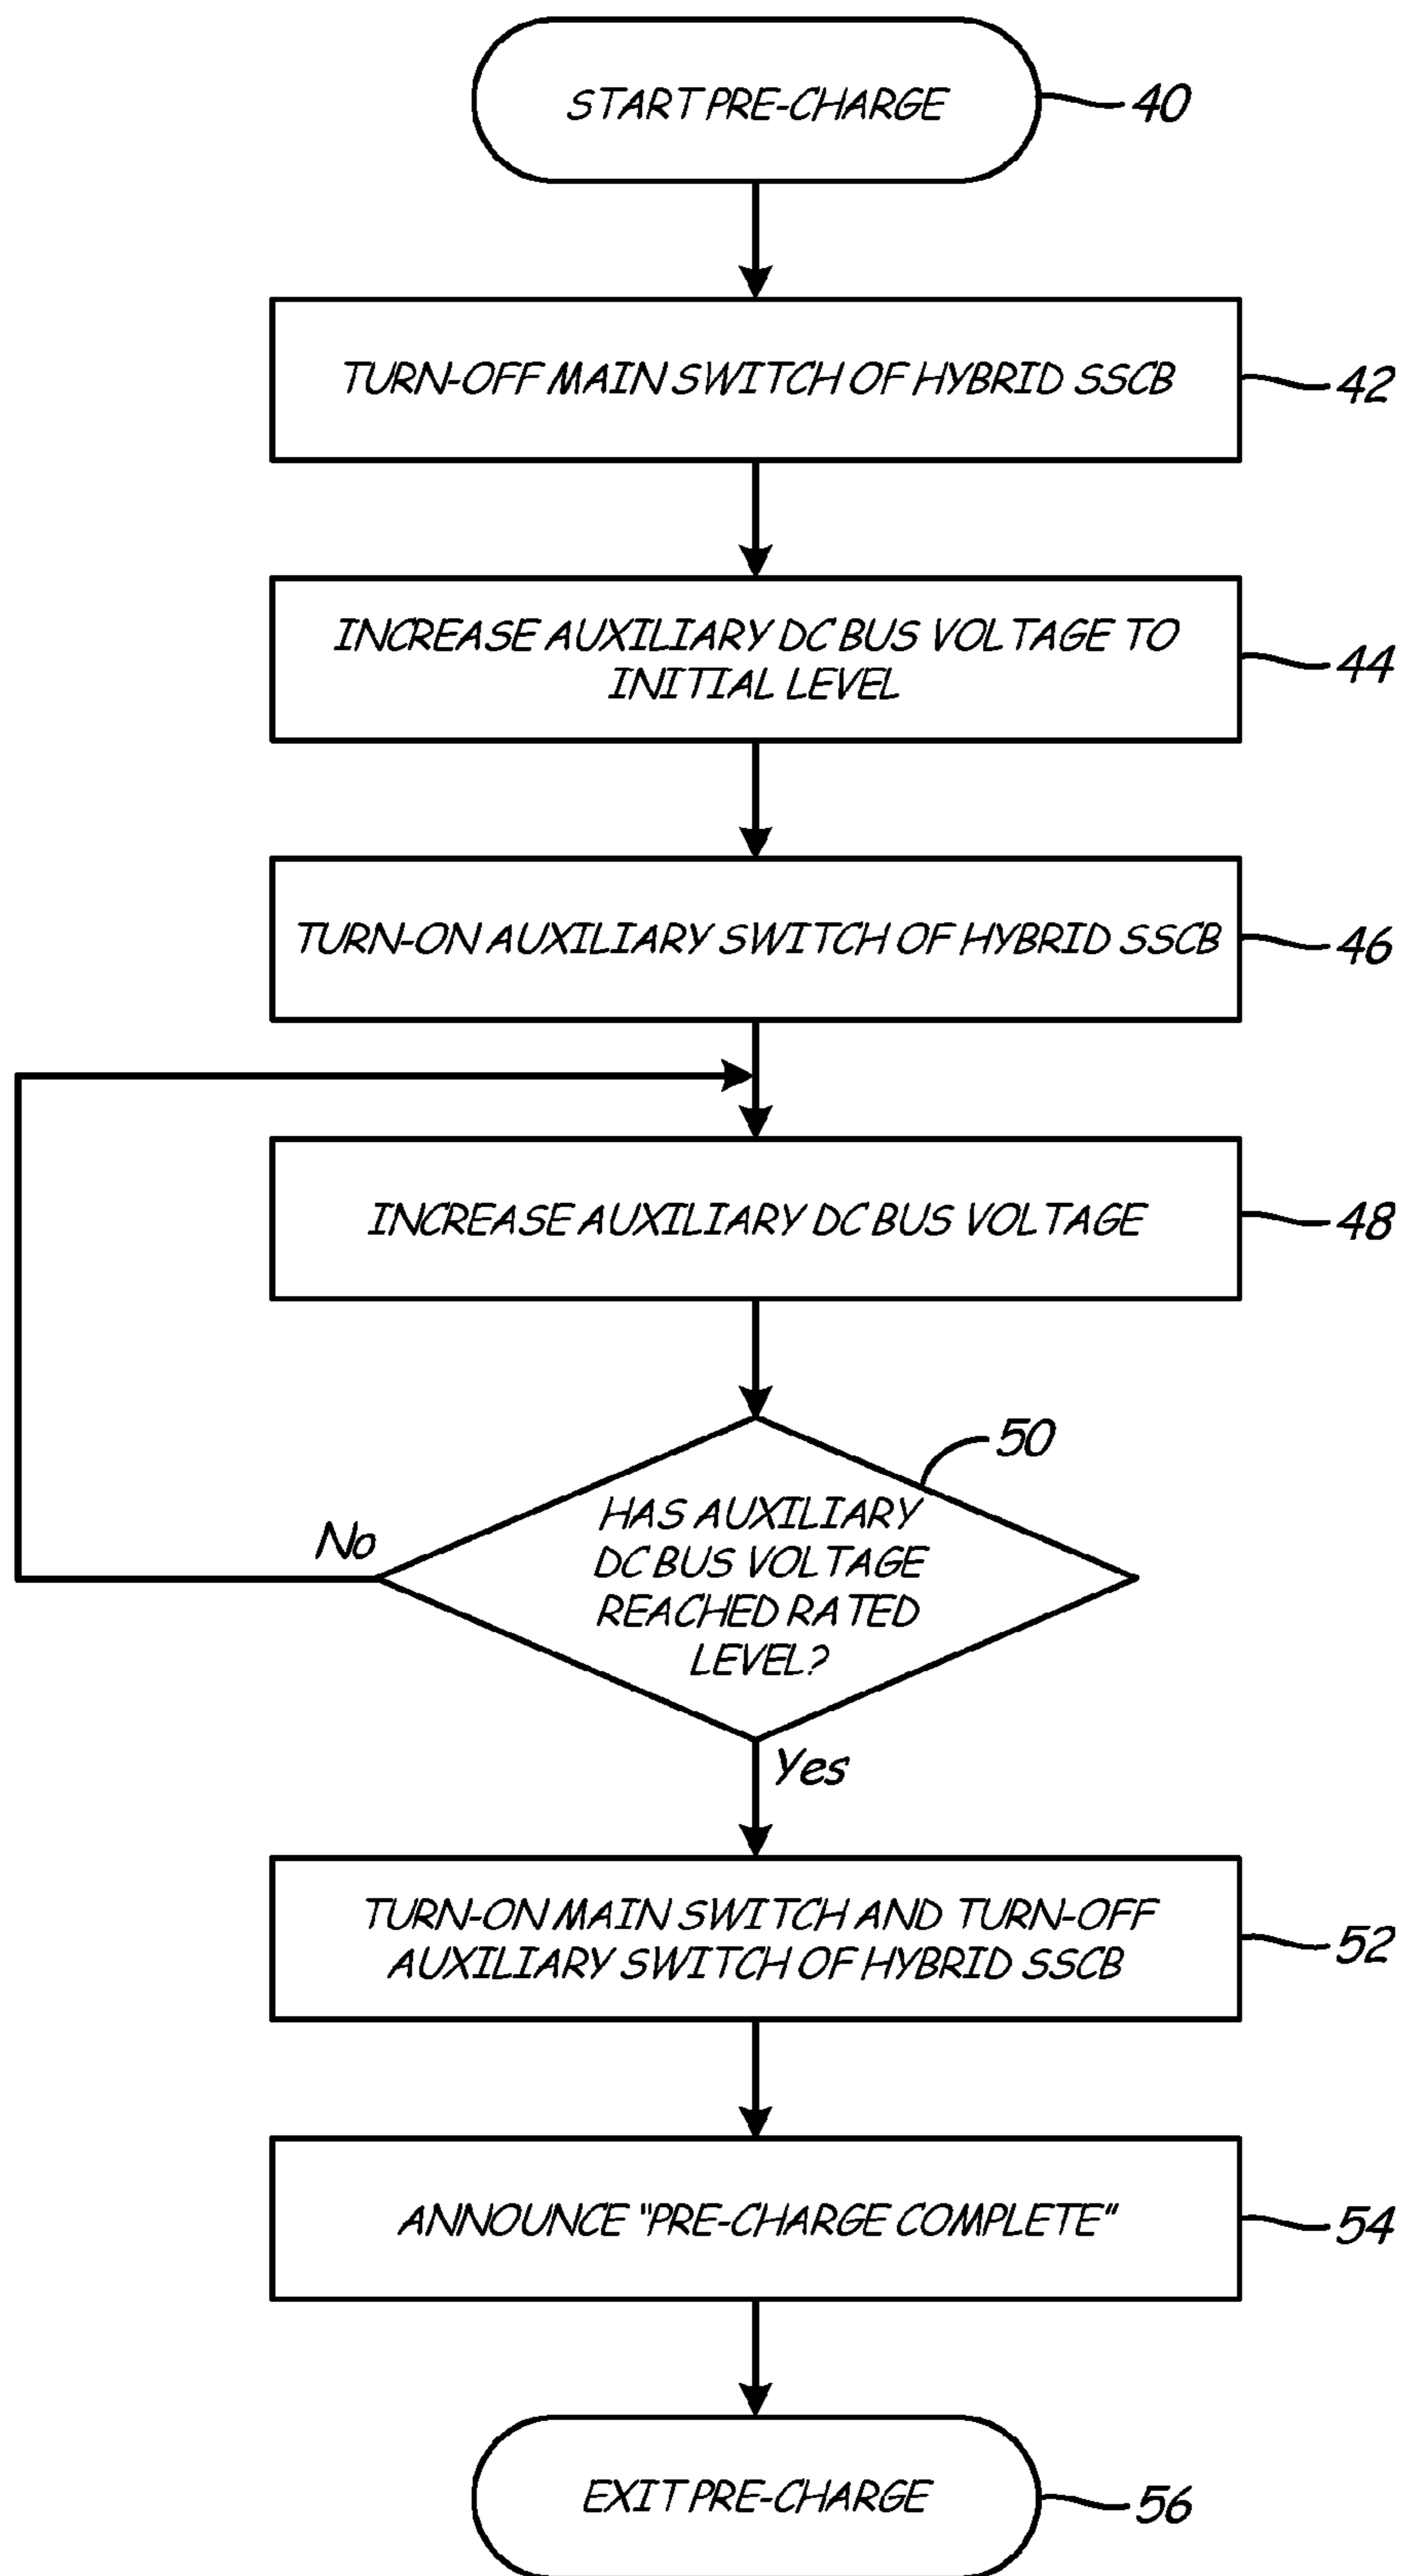 START PRE-CHARGE
40
TURN-OFF MAIN SWITCH OF HYBRID SSCB
42
INCREASE AUXILIARY DC BUS VOLTAGE TO
INITIAL LEVEL
44
TURN-ON AUXILIARY SWITCH OF HYBRID SSCB
46
INCREASE AUXILIARY DC BUS VOLTAGE
48
50
HAS AUXILIARY
DC BUS VOLTAGE
REACHED RATED
LEVEL?
No
Yes
TURN-ON MAIN SWITCH AND TURN-OFF
AUXILIARY SWITCH OF HYBRID SSCB
52
ANNOUNCE "PRE-CHARGE COMPLETE"
54
EXIT PRE-CHARGE
56